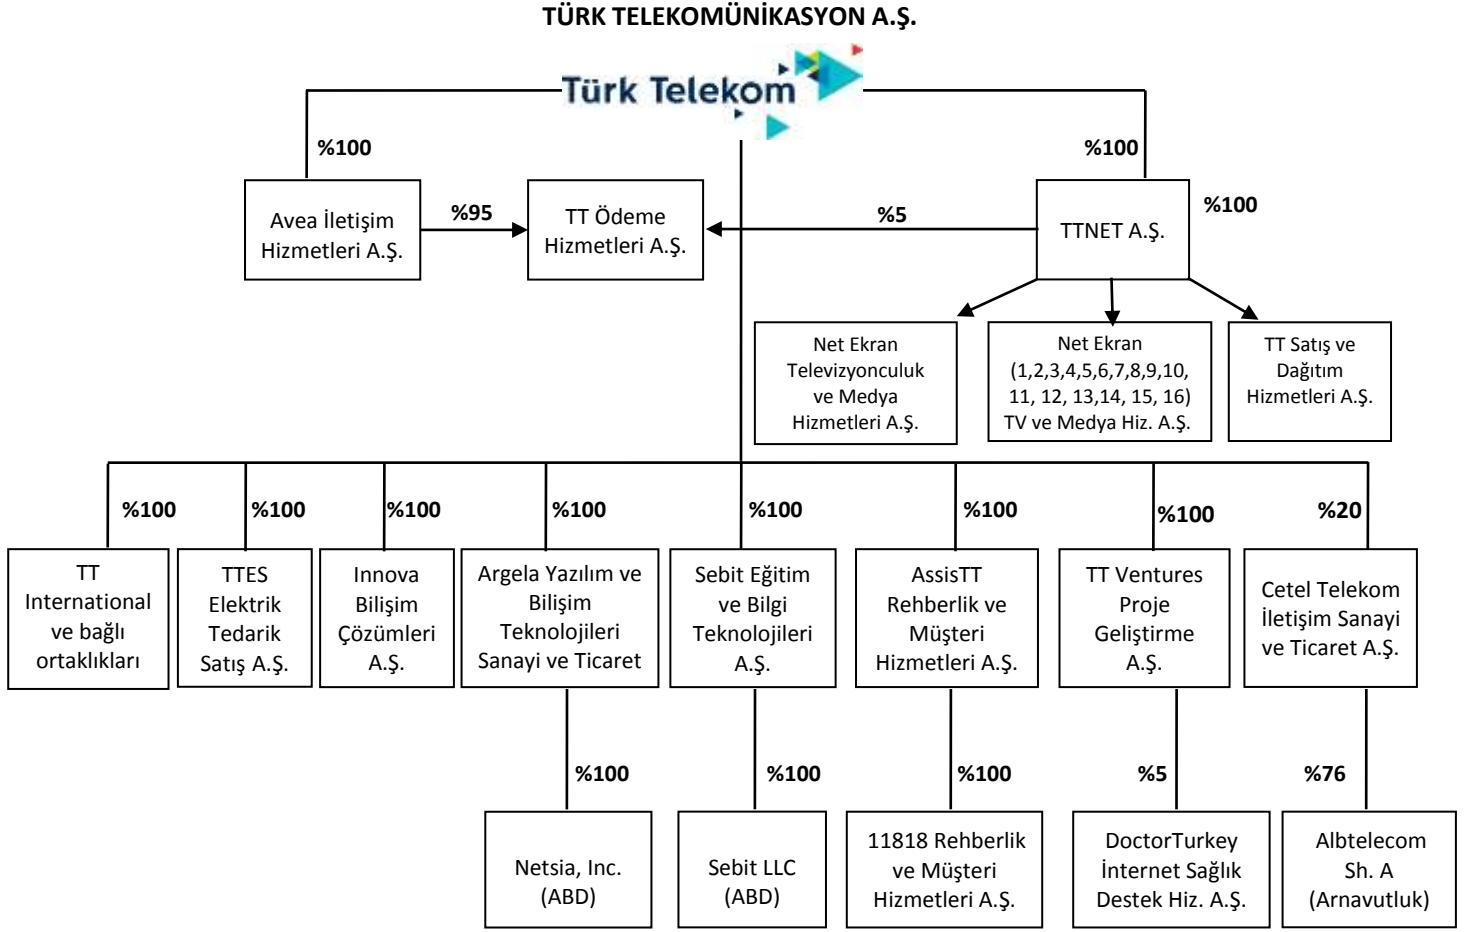 TÜRK TELEKOMÜNİKASYON A.Ş.
Türk Telekom
%100
%100
Avea İletişim
Hizmetleri A.Ş.
%95
TT Ödeme
Hizmetleri A.Ş.
%5
TTNET A.Ş.
%100
Net Ekran
Televizyonculuk
ve Medya
Hizmetleri A.Ş.
Net Ekran
(1,2,3,4,5,6,7,8,9,10,
11, 12, 13,14, 15, 16)
TV ve Medya Hiz. A.Ş.
TT Satış ve
Dağıtım
Hizmetleri A.Ş.
%100
%100
%100
%100
%100
%100
%100
%20
TT
International
ve bağlı
ortaklıkları
TTES
Elektrik
Tedarik
Satış A.Ş.
Innova
Bilişim
Çözümleri
A.Ş.
Argela Yazılım ve
Bilişim
Teknolojileri
Sanayi ve Ticaret
Sebit Eğitim
ve Bilgi
Teknolojileri
A.Ş.
AssisTT
Rehberlik ve
Müşteri
Hizmetleri A.Ş.
TT Ventures
Proje
Geliştirme
A.Ş.
Cetel Telekom
İletişim Sanayi
ve Ticaret A.Ş.
%100
%100
%100
%5
%76
Netsia, Inc.
(ABD)
Sebit LLC
(ABD)
11818 Rehberlik
ve Müşteri
Hizmetleri A.Ş.
DoctorTurkey
İnternet Sağlık
Destek Hiz. A.Ş.
Albtelecom
Sh. A
(Arnavutluk)